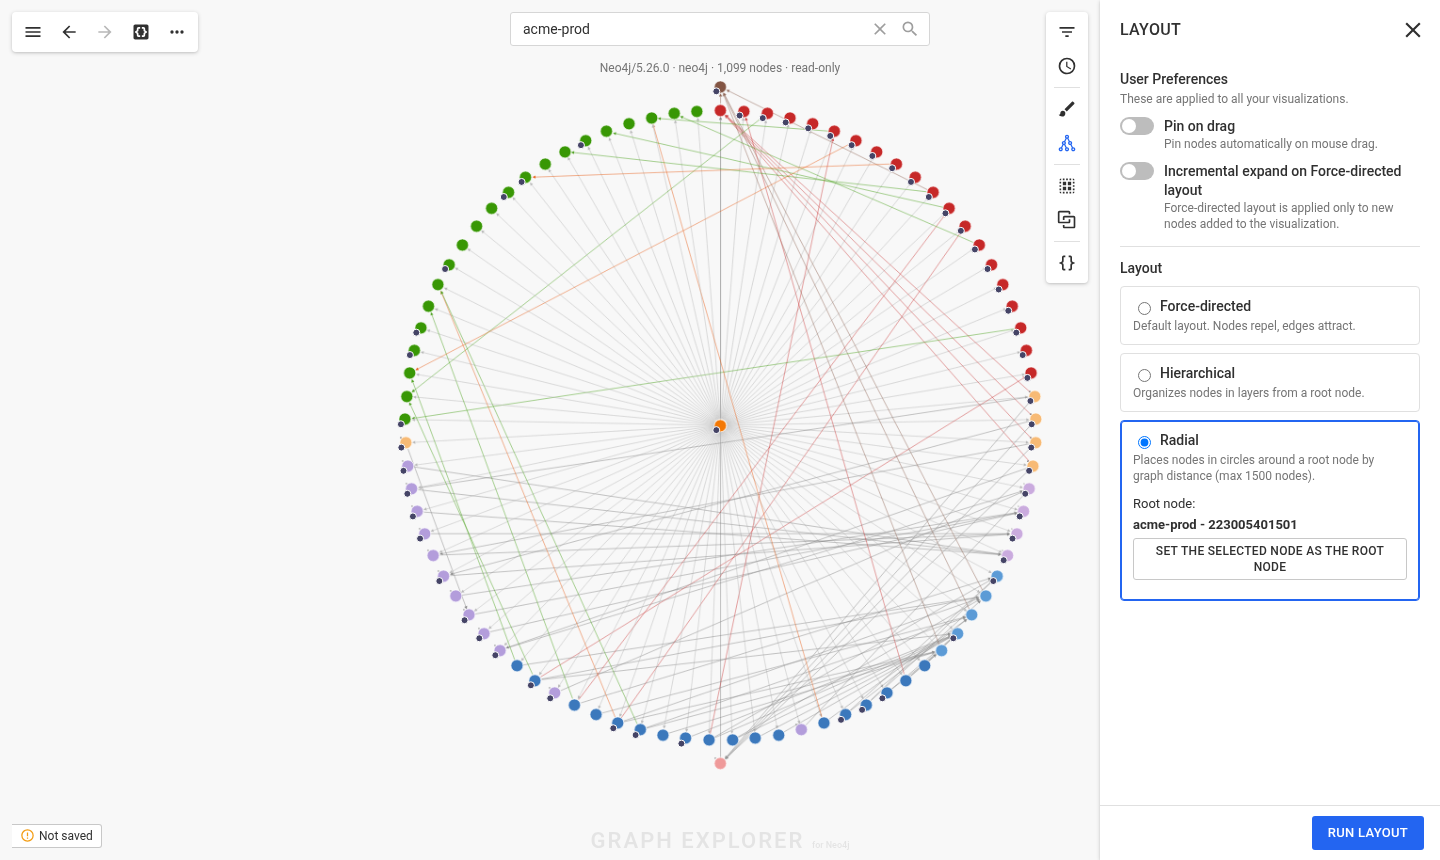 acme-prod
Neo4j/5.26.0 · neo4j · 1,099 nodes · read-only
LAYOUT
User Preferences
These are applied to all your visualizations.
Pin on drag
Pin nodes automatically on mouse drag.
Incremental expand on Force-directed
layout
Force-directed layout is applied only to new
nodes added to the visualization.
Layout
Force-directed
Default layout. Nodes repel, edges attract.
Hierarchical
Organizes nodes in layers from a root node.
Radial
Places nodes in circles around a root node by
graph distance (max 1500 nodes).
Root node:
acme-prod - 223005401501
SET THE SELECTED NODE AS THE ROOT
NODE
Not saved
GRAPH EXPLORER for Neo4j
RUN LAYOUT